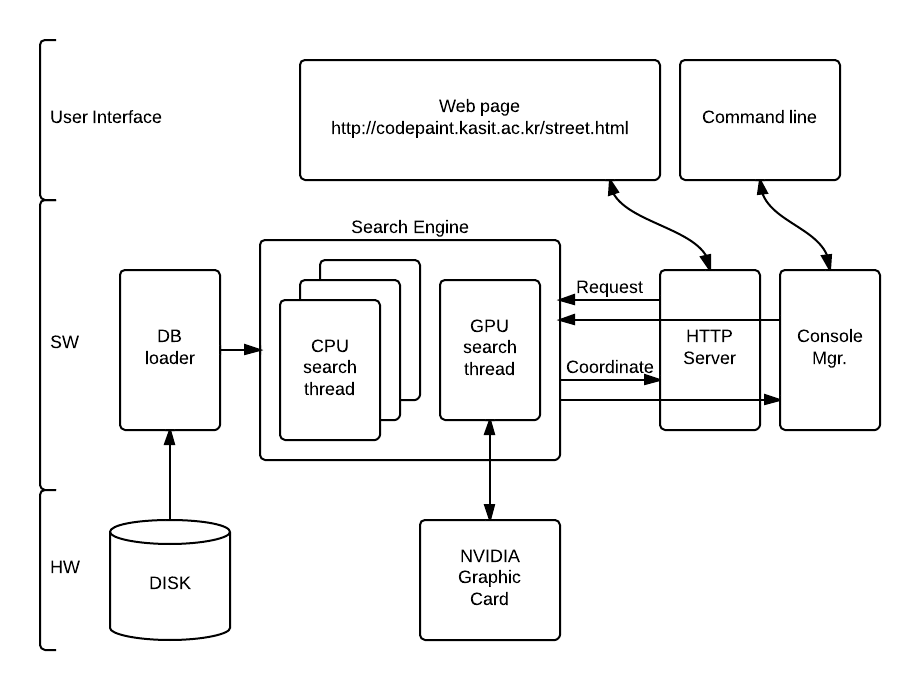 User Interface
Web page
http://codepaint.kasit.ac.kr/street.html
Command line
Search Engine
SW
DB
loader
CPU
search
thread
GPU
search
thread
Request
Coordinate
HTTP
Server
Console
Mgr.
HW
DISK
NVIDIA
Graphic
Card